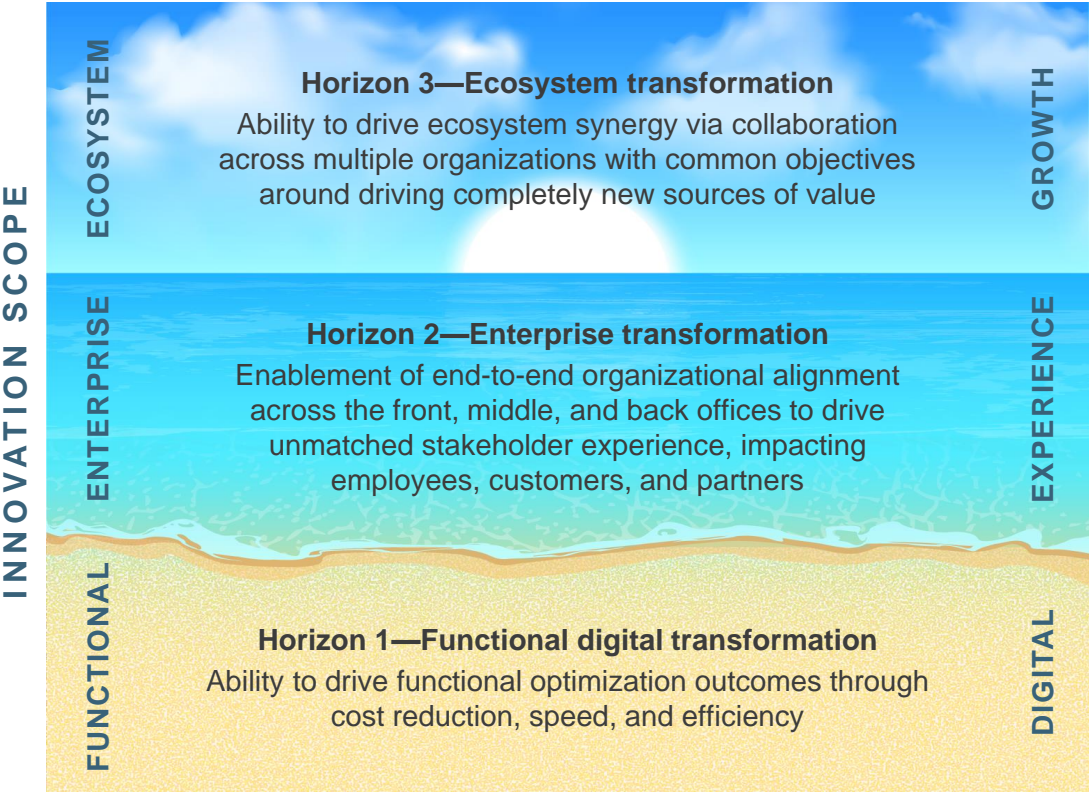 INNOVATION SCOPE
ECOSYSTEM
Horizon 3—Ecosystem transformation
Ability to drive ecosystem synergy via collaboration
across multiple organizations with common objectives
around driving completely new sources of value
GROWTH
ENTERPRISE
Horizon 2—Enterprise transformation
Enablement of end-to-end organizational alignment
across the front, middle, and back offices to drive
unmatched stakeholder experience, impacting
employees, customers, and partners
EXPERIENCE
FUNCTIONAL
Horizon 1—Functional digital transformation
Ability to drive functional optimization outcomes through
cost reduction, speed, and efficiency
DIGITAL